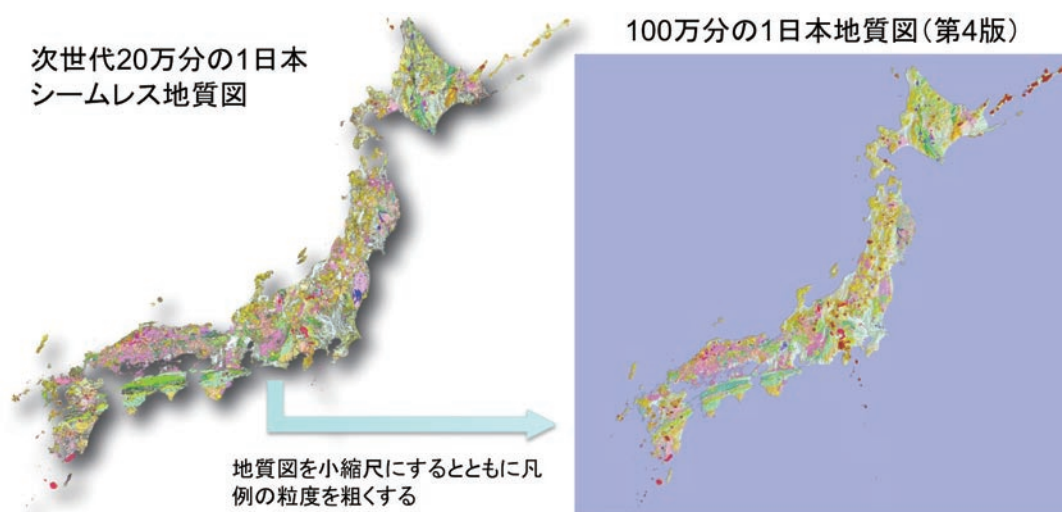 次世代20万分の1日本
シームレス地質図
100万分の1日本地質図(第4版)
地質図を小縮尺にするとともに凡
例の粒度を粗くする